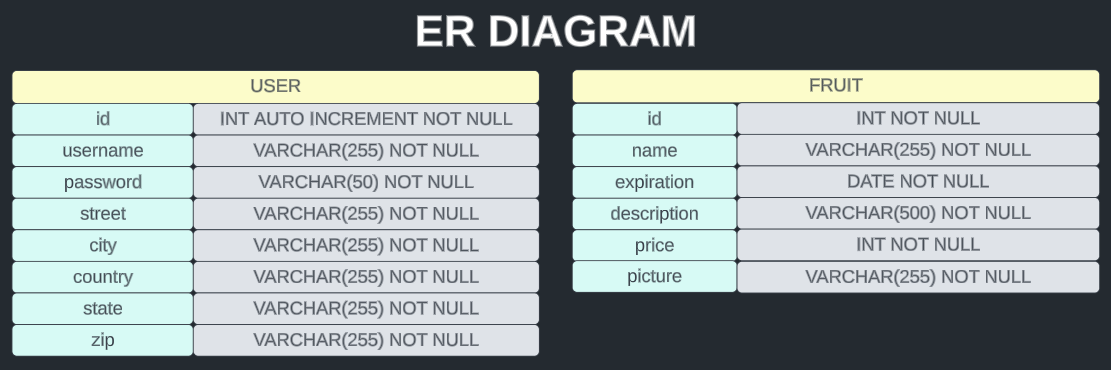 ER DIAGRAM
USER
id INT AUTO INCREMENT NOT NULL
username VARCHAR(255) NOT NULL
password VARCHAR(50) NOT NULL
street VARCHAR(255) NOT NULL
city VARCHAR(255) NOT NULL
country VARCHAR(255) NOT NULL
state VARCHAR(255) NOT NULL
zip VARCHAR(255) NOT NULL
FRUIT
id INT NOT NULL
name VARCHAR(255) NOT NULL
expiration DATE NOT NULL
description VARCHAR(500) NOT NULL
price INT NOT NULL
picture VARCHAR(255) NOT NULL